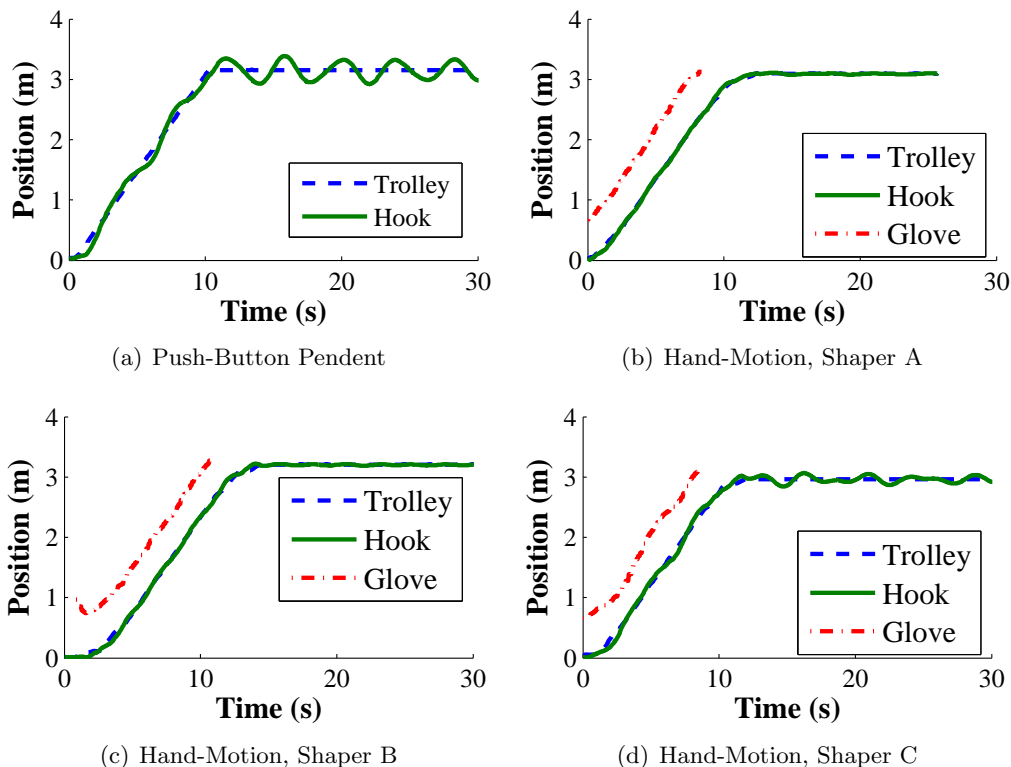 4
3
2
1
0
0 10 20 30
Position (m)
Time (s)
Trolley
Hook
(a) Push-Button Pendent
4
3
2
1
0
0 10 20 30
Position (m)
Time (s)
Trolley
Hook
Glove
(b) Hand-Motion, Shaper A
4
3
2
1
0
0 10 20 30
Position (m)
Time (s)
Trolley
Hook
Glove
(c) Hand-Motion, Shaper B
4
3
2
1
0
0 10 20 30
Position (m)
Time (s)
Trolley
Hook
Glove
(d) Hand-Motion, Shaper C